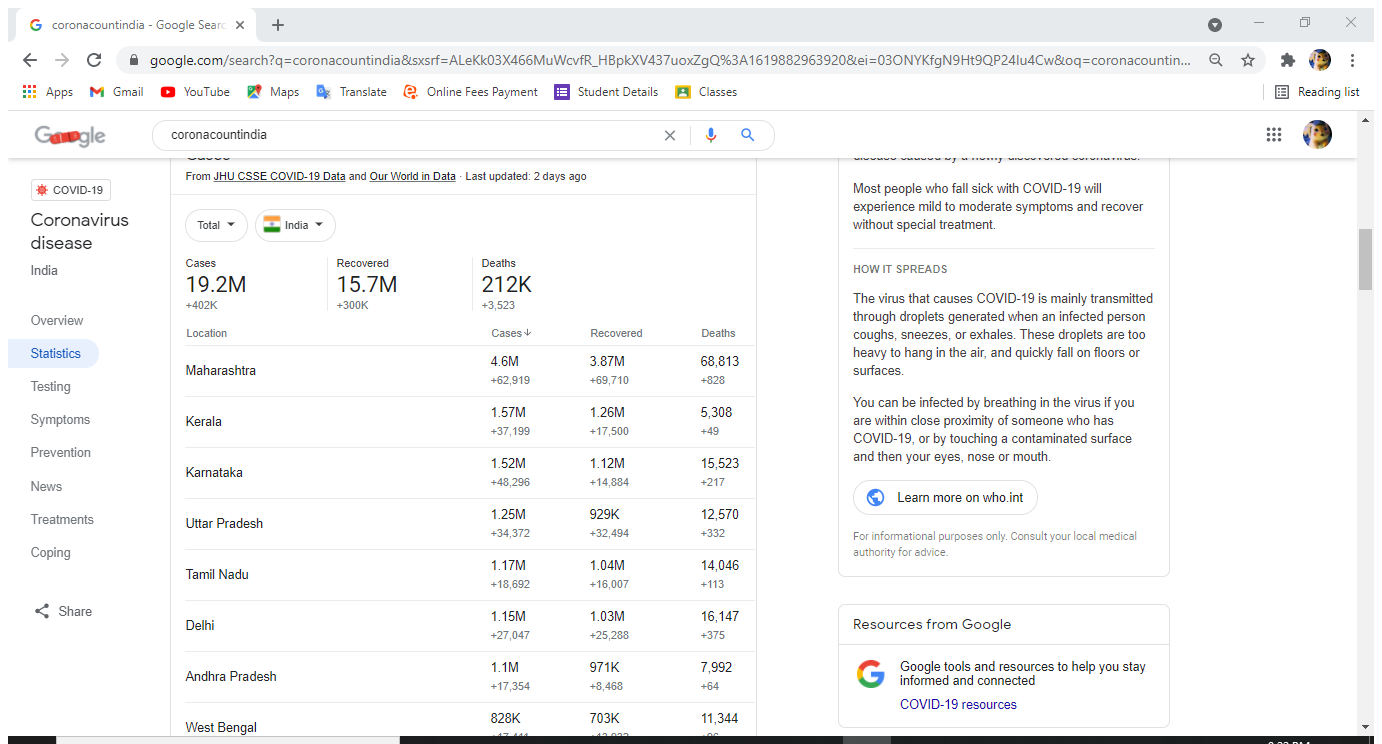 coronacountindia - Google Searc
google.com/search?q=coronacountindia&sxsrf=ALeKk03X466MuWcvfR_HBpkXV437uoxZgQ%3A1619882963920&ei=03ONYKfgN9Ht9QP24lu4Cw&oq=coronacountin...
Apps Gmail YouTube Maps Translate Online Fees Payment Student Details Classes Reading list
Google coronacountindia
COVID-19
Coronavirus
disease
India
Overview
Statistics
Testing
Symptoms
Prevention
News
Treatments
Coping
Share
Cases
From JHU CSSE COVID-19 Data and Our World in Data · Last updated: 2 days ago
Total India
Cases Recovered Deaths
19.2M 15.7M 212K
+402K +300K +3,523
Location Cases Recovered Deaths
Maharashtra 4.6M 3.87M 68,813
+62,919 +69,710 +828
Kerala 1.57M 1.26M 5,308
+37,199 +17,500 +49
Karnataka 1.52M 1.12M 15,523
+48,296 +14,884 +217
Uttar Pradesh 1.25M 929K 12,570
+34,372 +32,494 +332
Tamil Nadu 1.17M 1.04M 14,046
+18,692 +16,007 +113
Delhi 1.15M 1.03M 16,147
+27,047 +25,288 +375
Andhra Pradesh 1.1M 971K 7,992
+17,354 +8,468 +64
West Bengal 828K 703K 11,344
disease caused by a newly discovered coronavirus.
Most people who fall sick with COVID-19 will
experience mild to moderate symptoms and recover
without special treatment.
HOW IT SPREADS
The virus that causes COVID-19 is mainly transmitted
through droplets generated when an infected person
coughs, sneezes, or exhales. These droplets are too
heavy to hang in the air, and quickly fall on floors or
surfaces.
You can be infected by breathing in the virus if you
are within close proximity of someone who has
COVID-19, or by touching a contaminated surface
and then your eyes, nose or mouth.
Learn more on who.int
For informational purposes only. Consult your local medical
authority for advice.
Resources from Google
Google tools and resources to help you stay
informed and connected
COVID-19 resources